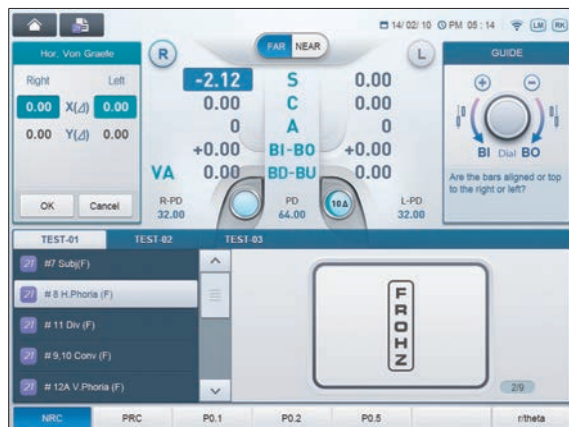 14/ 02/ 10 PM 05 : 14 LM RK
Hor. Von Graefe
Right Left
0.00 X(⊿) 0.00
0.00 Y(⊿) 0.00
OK Cancel
R FAR NEAR L
-2.12 S 0.00
0.00 C 0.00
0 A 0
+0.00 BI-BO +0.00
VA 0.00 BD-BU 0.00
R-PD PD L-PD
32.00 64.00 10Δ 32.00
GUIDE
+ −
BI Dial BO
Are the bars aligned or top
to the right or left?
TEST-01 TEST-02 TEST-03
21 #7 Subj(F)
21 # 8 H.Phoria (F)
21 # 11 Div (F)
21 # 9,10 Conv (F)
21 # 12A V.Phoria (F)
F
R
O
H
Z
2/9
NRC PRC P0.1 P0.2 P0.5 r/theta